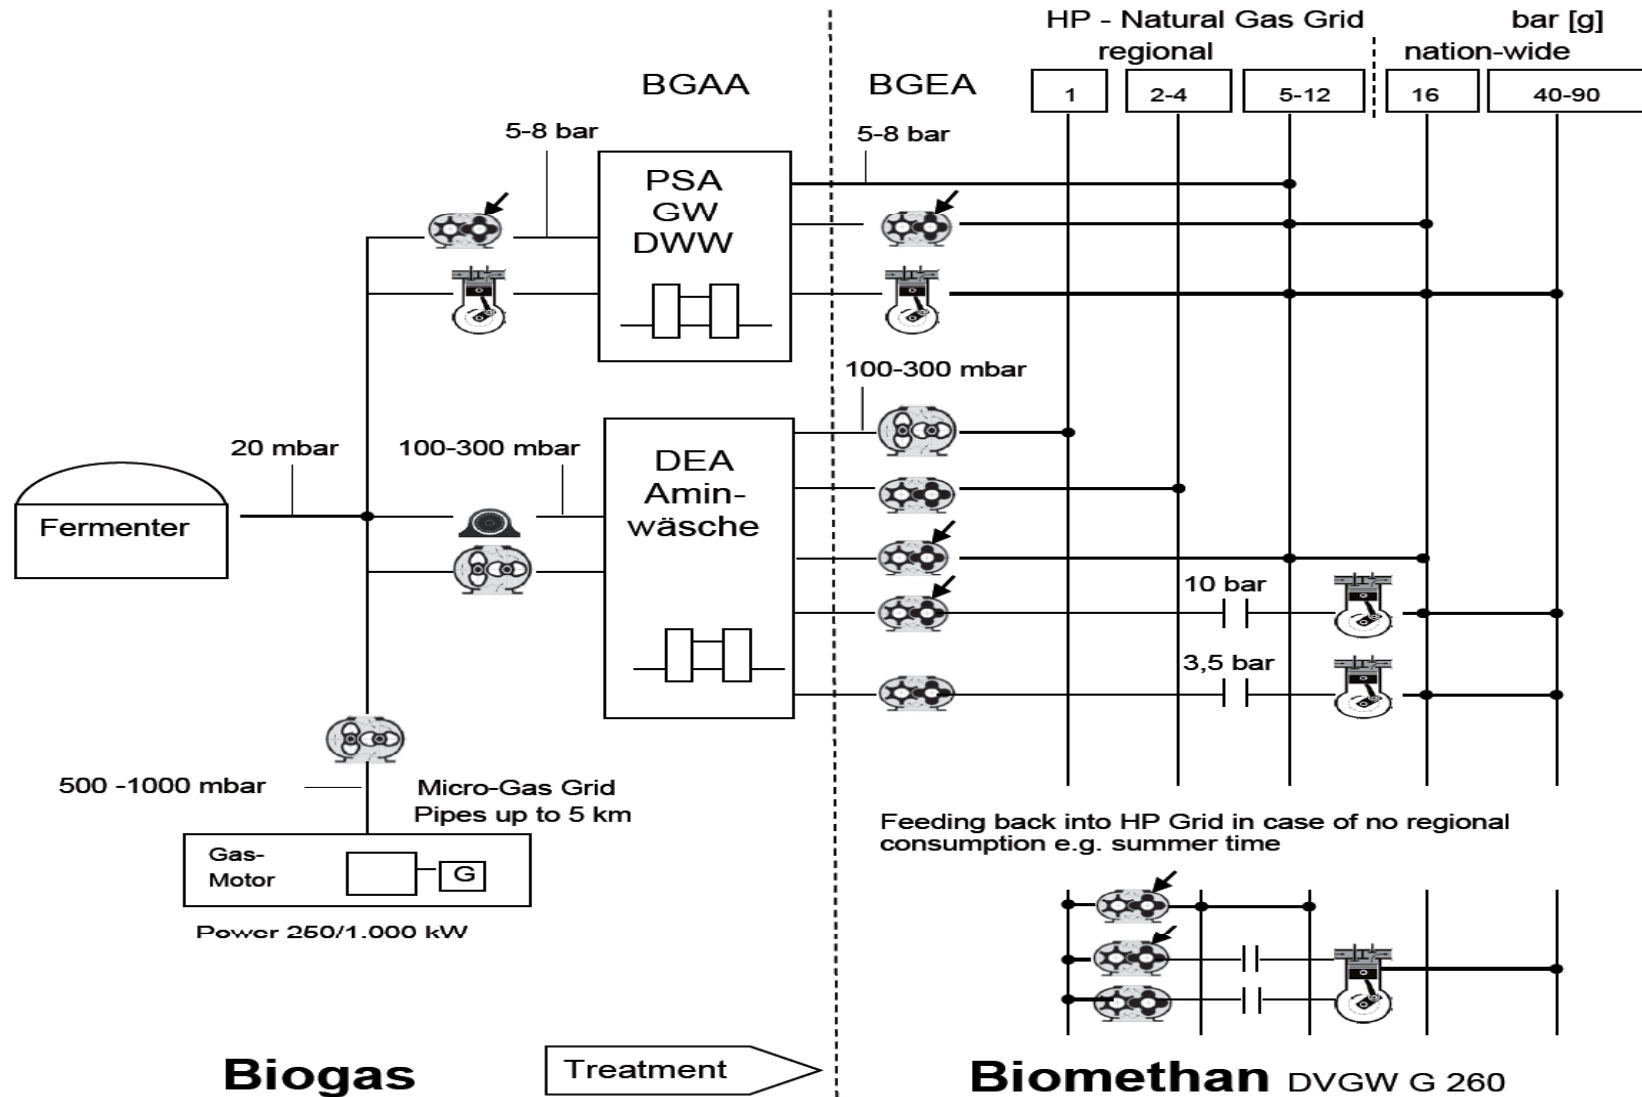 HP - Natural Gas Grid
bar [g]
regional
nation-wide
BGAA
BGEA
1
2-4
5-12
16
40-90
5-8 bar
5-8 bar
PSA
GW
DWW
100-300 mbar
20 mbar
100-300 mbar
DEA
Amin-
wäsche
Fermenter
10 bar
3,5 bar
500 -1000 mbar
Micro-Gas Grid
Pipes up to 5 km
Gas-
Motor
G
Power 250/1.000 kW
Feeding back into HP Grid in case of no regional
consumption e.g. summer time
Biogas
Treatment
Biomethan DVGW G 260